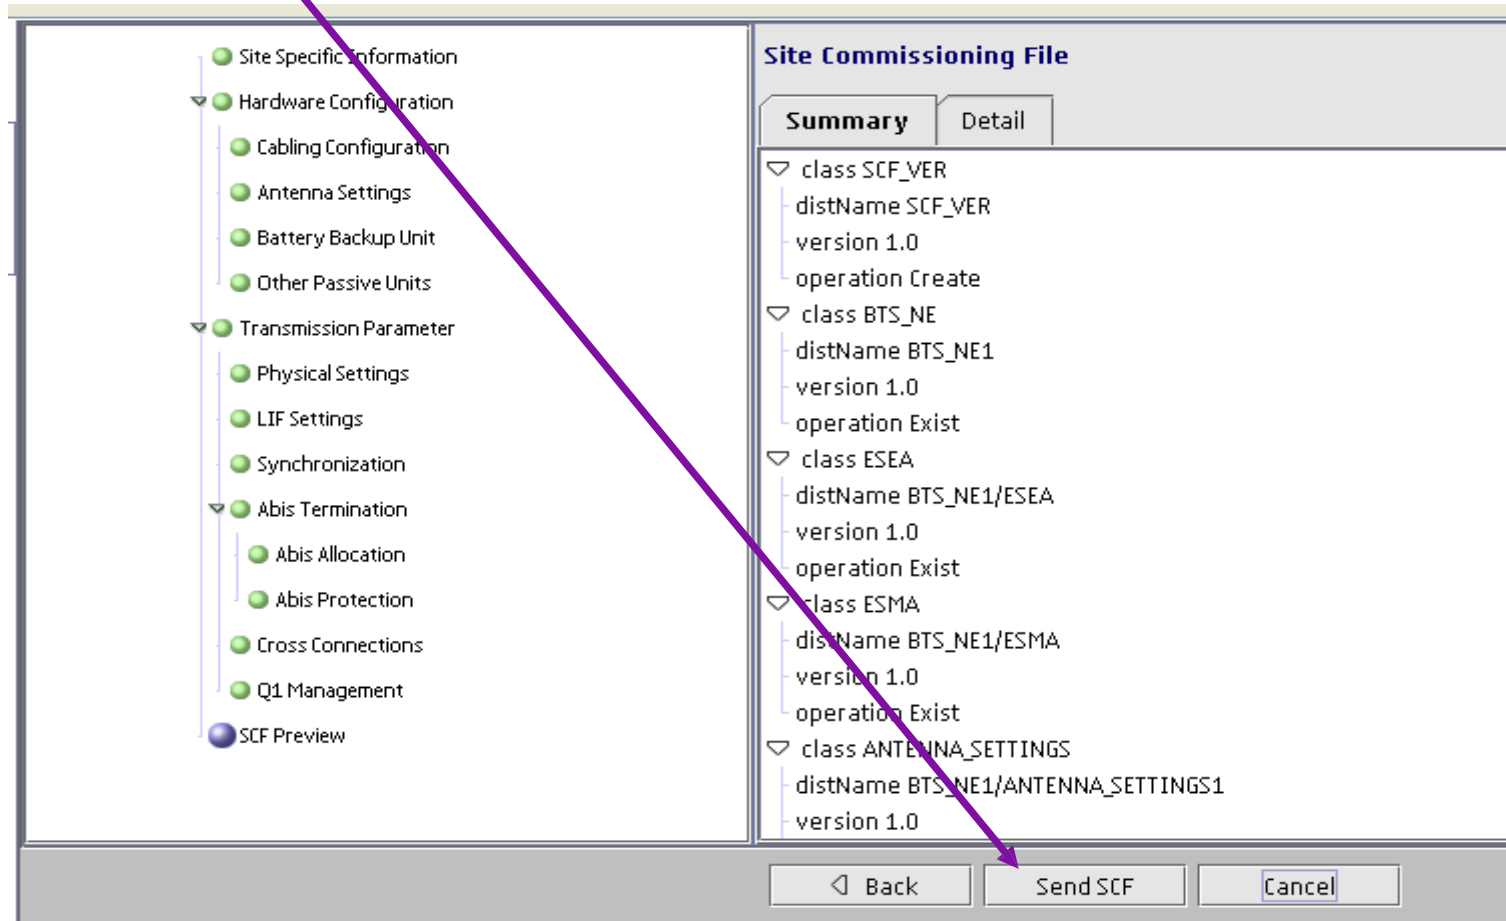 Site Specific Information
Hardware Configuration
Cabling Configuration
Antenna Settings
Battery Backup Unit
Other Passive Units
Transmission Parameter
Physical Settings
LIF Settings
Synchronization
Abis Termination
Abis Allocation
Abis Protection
Cross Connections
Q1 Management
SCF Preview
Site Commissioning File
Summary Detail
class SCF_VER
distName SCF_VER
version 1.0
operation Create
class BTS_NE
distName BTS_NE1
version 1.0
operation Exist
class ESEA
distName BTS_NE1/ESEA
version 1.0
operation Exist
class ESMA
distName BTS_NE1/ESMA
version 1.0
operation Exist
class ANTENNA_SETTINGS
distName BTS_NE1/ANTENNA_SETTINGS1
version 1.0
Back Send SCF Cancel